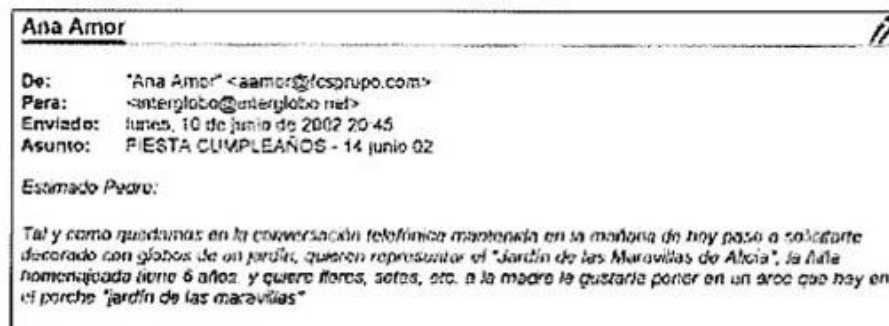 Ana Amor
De: "Ana Amor" <aamor@fcsgrupo.com>
Para: <interglobo@interglobo.net>
Enviado: lunes, 10 de junio de 2002 20:45
Asunto: FIESTA CUMPLEAÑOS - 14 junio 02
Estimado Pedro:
Tal y como quedamos en la conversación telefónica mantenida en la mañana de hoy paso a solicitarte
decorado con globos de un jardín, quieren representar el "Jardín de las Maravillas de Alicia", la niña
homenajeada tiene 6 años. y quiere flores, setas, etc. a la madre le gustaría poner en un arco que hay en
el porche "jardín de las maravillas"